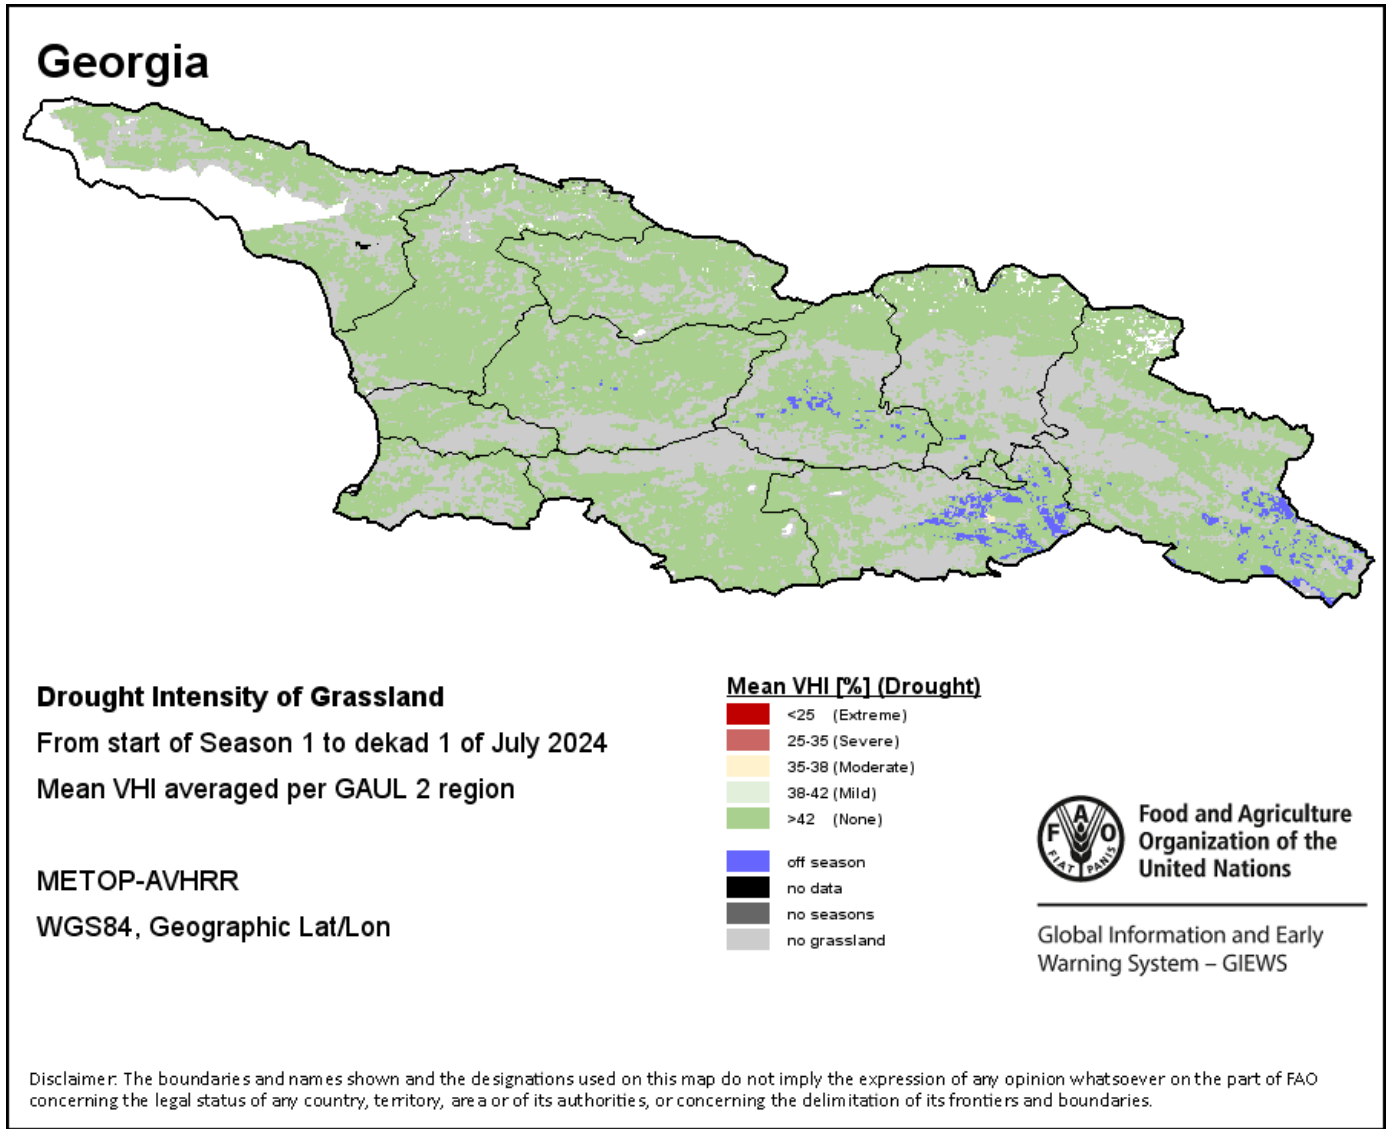 Georgia
Drought Intensity of Grassland
From start of Season 1 to dekad 1 of July 2024
Mean VHI averaged per GAUL 2 region
METOP-AVHRR
WGS84, Geographic Lat/Lon
Mean VHI [%] (Drought)
<25 (Extreme)
25-35 (Severe)
35-38 (Moderate)
38-42 (Mild)
>42 (None)
off season
no data
no seasons
no grassland
F A O
FIAT PANIS
Food and Agriculture
Organization of the
United Nations
Global Information and Early
Warning System – GIEWS
Disclaimer: The boundaries and names shown and the designations used on this map do not imply the expression of any opinion whatsoever on the part of FAO
concerning the legal status of any country, territory, area or of its authorities, or concerning the delimitation of its frontiers and boundaries.